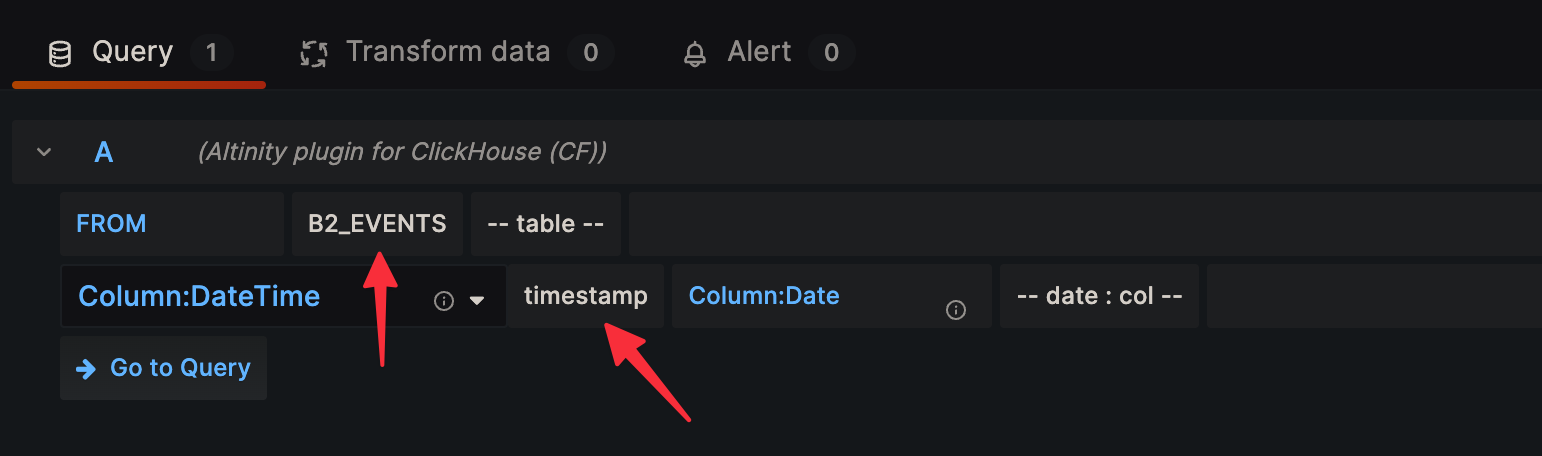 Query 1 Transform data 0 Alert 0
A (Altinity plugin for ClickHouse (CF))
FROM B2_EVENTS -- table --
Column:DateTime timestamp Column:Date -- date : col --
Go to Query